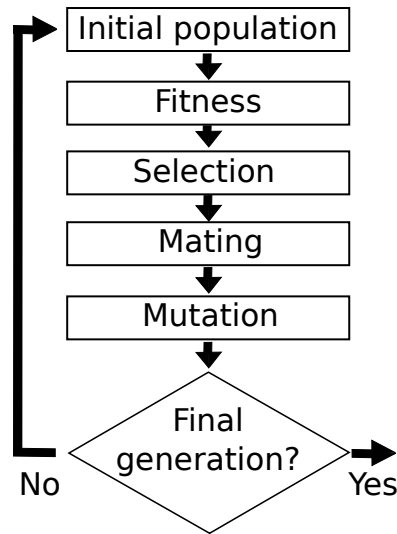 Initial population
Fitness
Selection
Mating
Mutation
Final
generation?
No
Yes